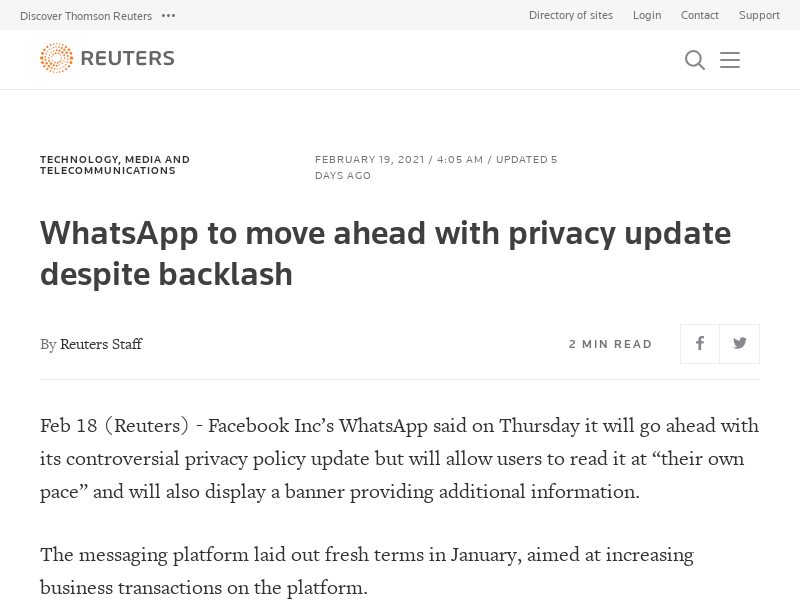 Discover Thomson Reuters •••
Directory of sites Login Contact Support
REUTERS
TECHNOLOGY, MEDIA AND
TELECOMMUNICATIONS
FEBRUARY 19, 2021 / 4:05 AM / UPDATED 5
DAYS AGO
WhatsApp to move ahead with privacy update
despite backlash
By Reuters Staff
2 MIN READ
Feb 18 (Reuters) - Facebook Inc’s WhatsApp said on Thursday it will go ahead with
its controversial privacy policy update but will allow users to read it at “their own
pace” and will also display a banner providing additional information.
The messaging platform laid out fresh terms in January, aimed at increasing
business transactions on the platform.